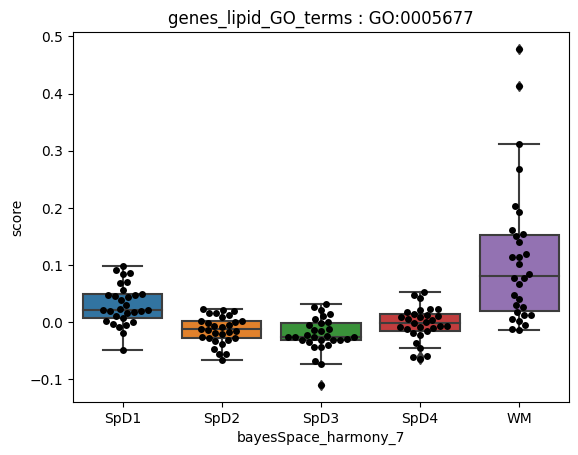 genes_lipid_GO_terms : GO:0005677
score
0.5
0.4
0.3
0.2
0.1
0.0
−0.1
SpD1 SpD2 SpD3 SpD4 WM
bayesSpace_harmony_7